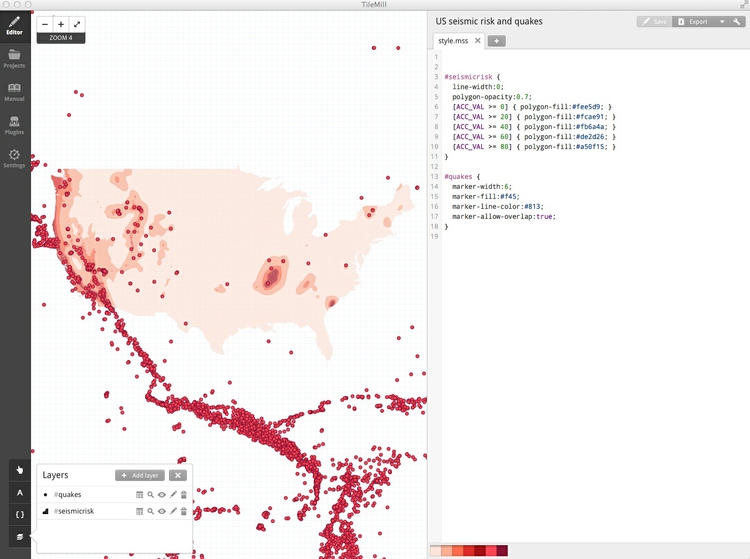 TileMill
Editor
Projects
Manual
Plugins
Settings
ZOOM 4
US seismic risk and quakes
Save
Export
style.mss
1
2
3 #seismicrisk {
4 line-width:0;
5 polygon-opacity:0.7;
6 [ACC_VAL >= 0] { polygon-fill:#fee5d9; }
7 [ACC_VAL >= 20] { polygon-fill:#fcae91; }
8 [ACC_VAL >= 40] { polygon-fill:#fb6a4a; }
9 [ACC_VAL >= 60] { polygon-fill:#de2d26; }
10 [ACC_VAL >= 80] { polygon-fill:#a50f15; }
11 }
12
13 #quakes {
14 marker-width:6;
15 marker-fill:#f45;
16 marker-line-color:#813;
17 marker-allow-overlap:true;
18 }
19
A
{ }
Layers
+ Add layer
#quakes
#seismicrisk